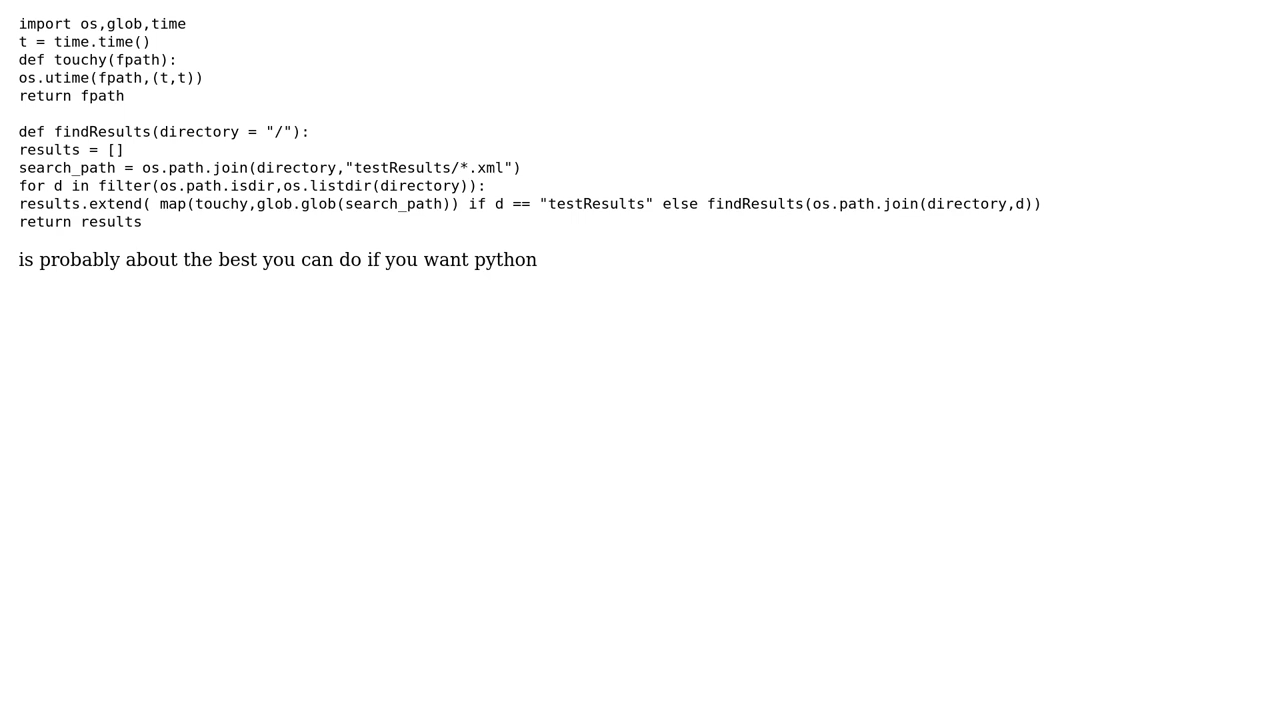 import os,glob,time
t = time.time()
def touchy(fpath):
os.utime(fpath,(t,t))
return fpath

def findResults(directory = "/"):
results = []
search_path = os.path.join(directory,"testResults/*.xml")
for d in filter(os.path.isdir,os.listdir(directory)):
results.extend( map(touchy,glob.glob(search_path)) if d == "testResults" else findResults(os.path.join(directory,d))
return results

is probably about the best you can do if you want python